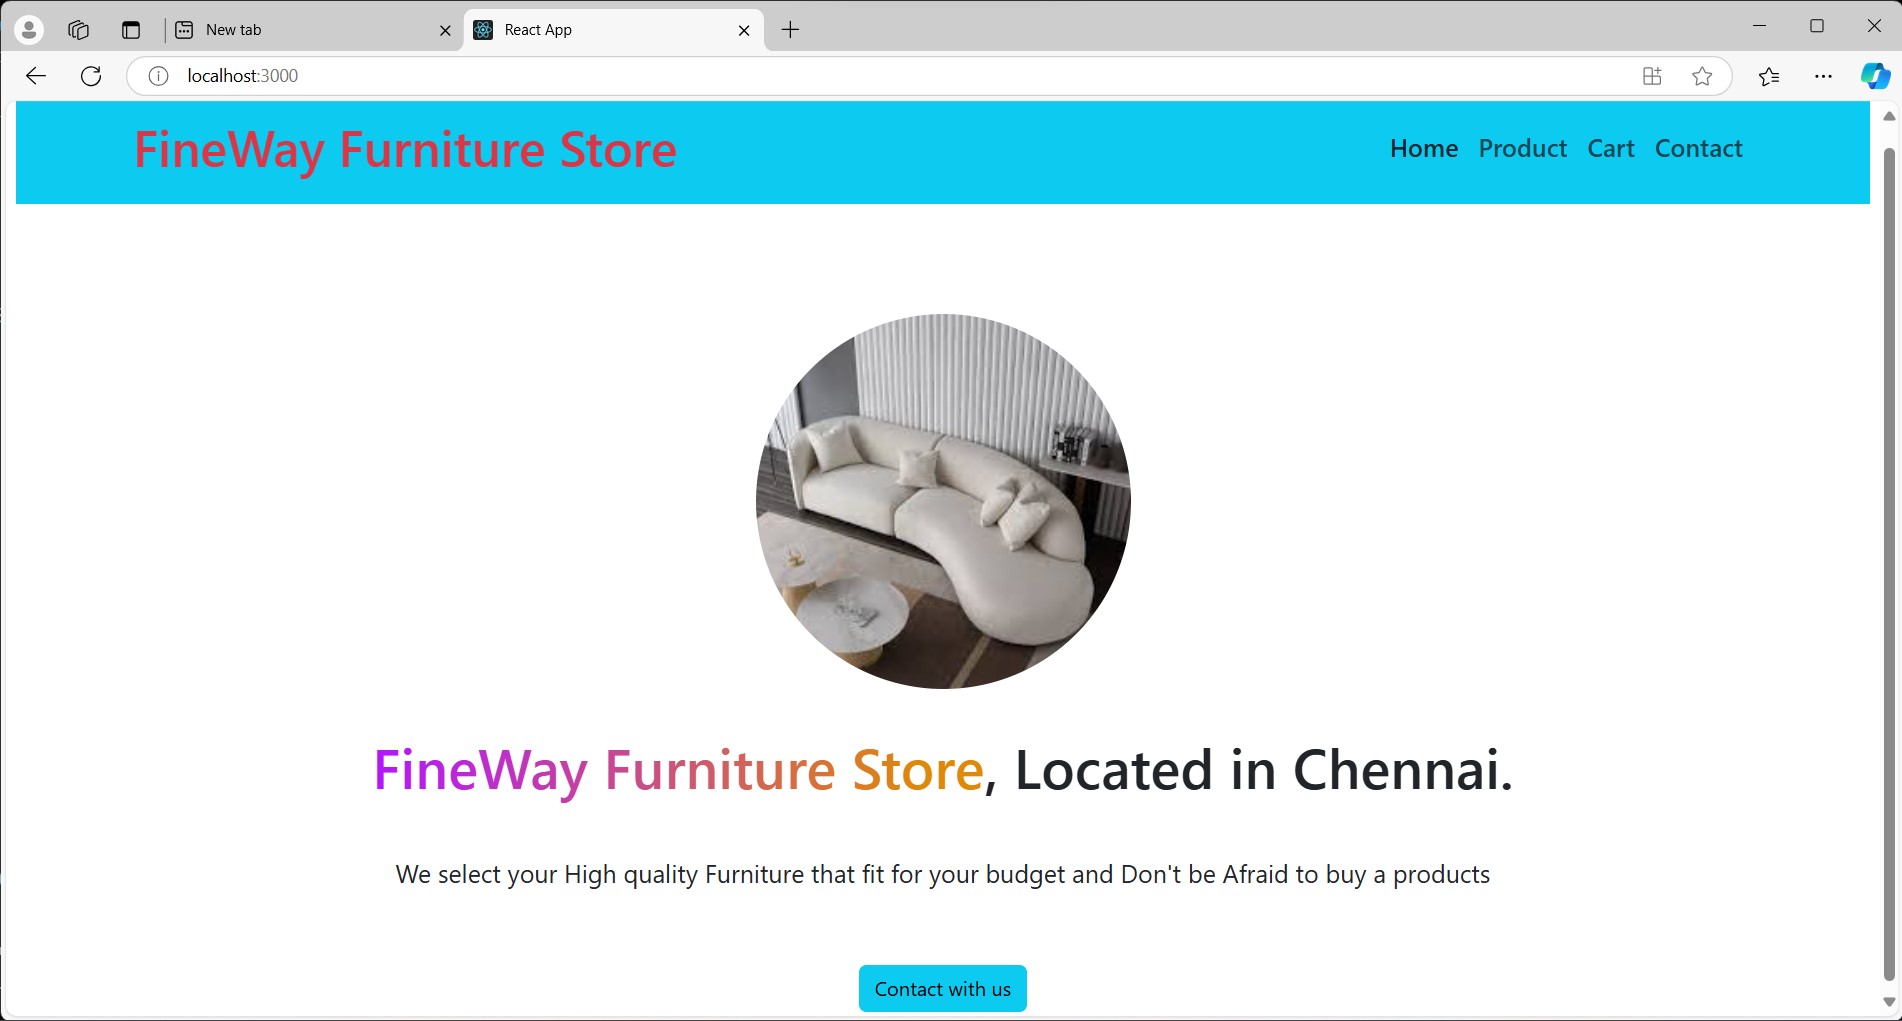 New tab
React App
localhost:3000
FineWay Furniture Store
Home Product Cart Contact
FineWay Furniture Store, Located in Chennai.
We select your High quality Furniture that fit for your budget and Don't be Afraid to buy a products
Contact with us